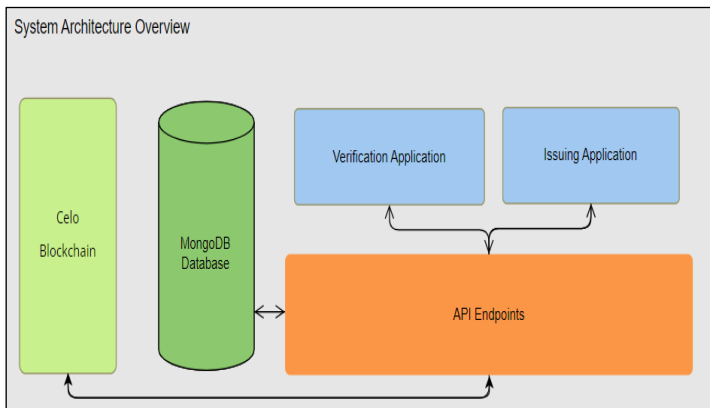 System Architecture Overview
Celo
Blockchain
MongoDB
Database
Verification Application
Issuing Application
API Endpoints